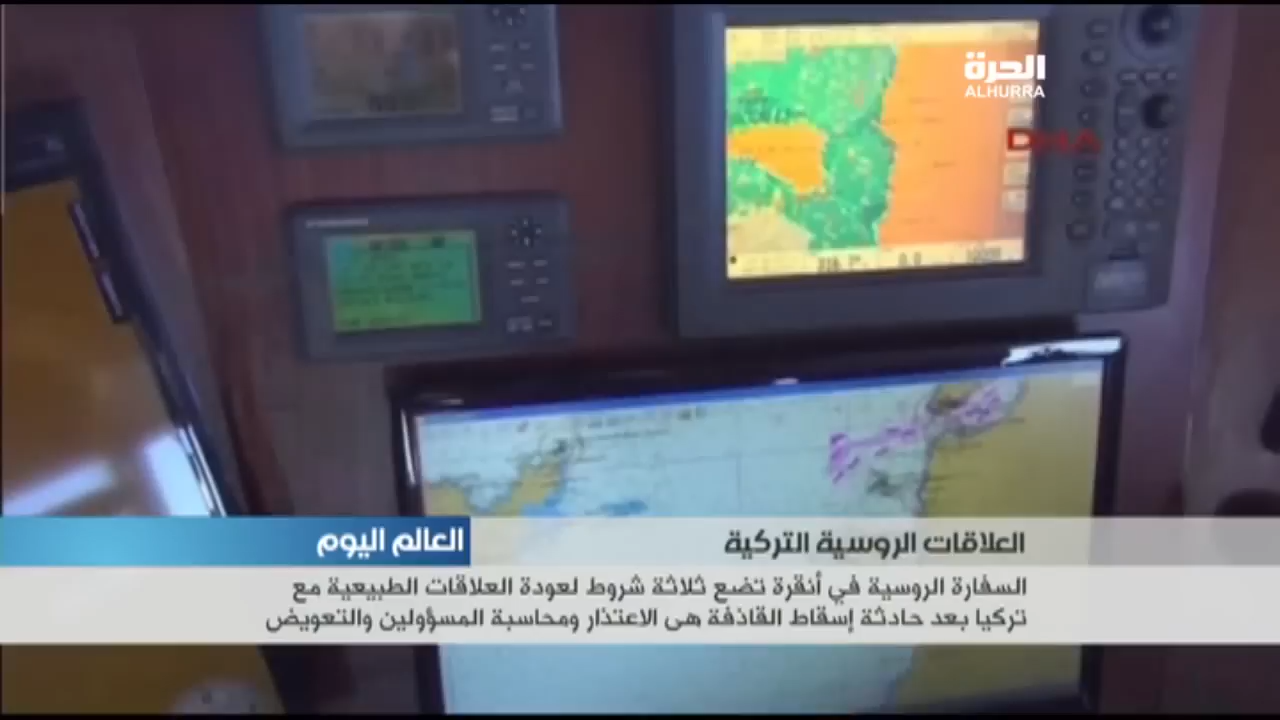 الحرة
ALHURRA
DHA
العلاقات الروسية التركية
العالم اليوم
السفارة الروسية في أنقرة تضع ثلاثة شروط لعودة العلاقات الطبيعية مع
تركيا بعد حادثة إسقاط القاذفة هى الاعتذار ومحاسبة المسؤولين والتعويض